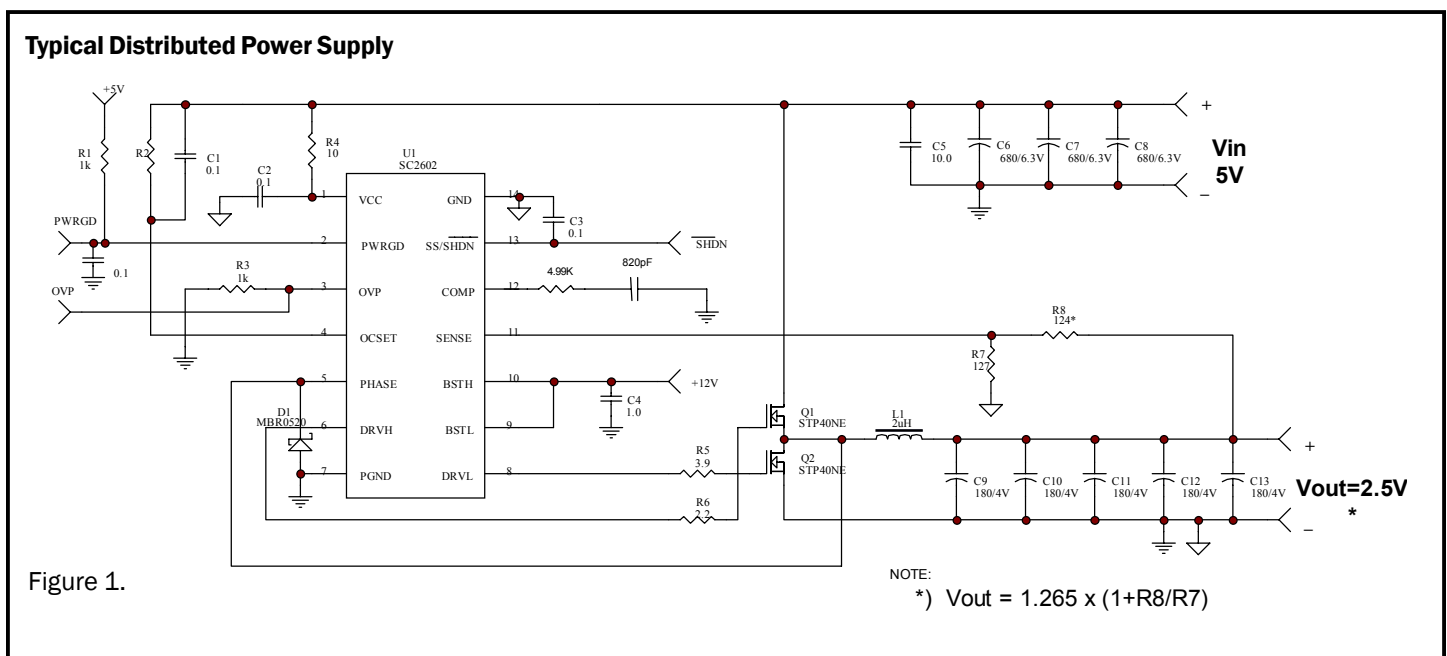 Typical Distributed Power Supply
+5V
R1
1k
R2
C1
0.1
C2
0.1
R4
10
U1
SC2602
1
VCC
GND
14
C3
0.1
PWRGD
2
PWRGD
SS/SHDN
13
SHDN
0.1
R3
1k
3
OVP
COMP
12
4.99K
820pF
OVP
4
OCSET
SENSE
11
R7
127
R8
124*
5
PHASE
BSTH
10
+12V
C4
1.0
D1
MBR0520
6
DRVH
BSTL
9
7
PGND
DRVL
8
R5
3.9
R6
2.2
Q1
STP40NE
Q2
STP40NE
L1
2uH
C5
10.0
C6
680/6.3V
C7
680/6.3V
C8
680/6.3V
+
Vin
5V
_
C9
180/4V
C10
180/4V
C11
180/4V
C12
180/4V
C13
180/4V
+
Vout=2.5V
*
_
Figure 1.
NOTE:
*) Vout = 1.265 x (1+R8/R7)